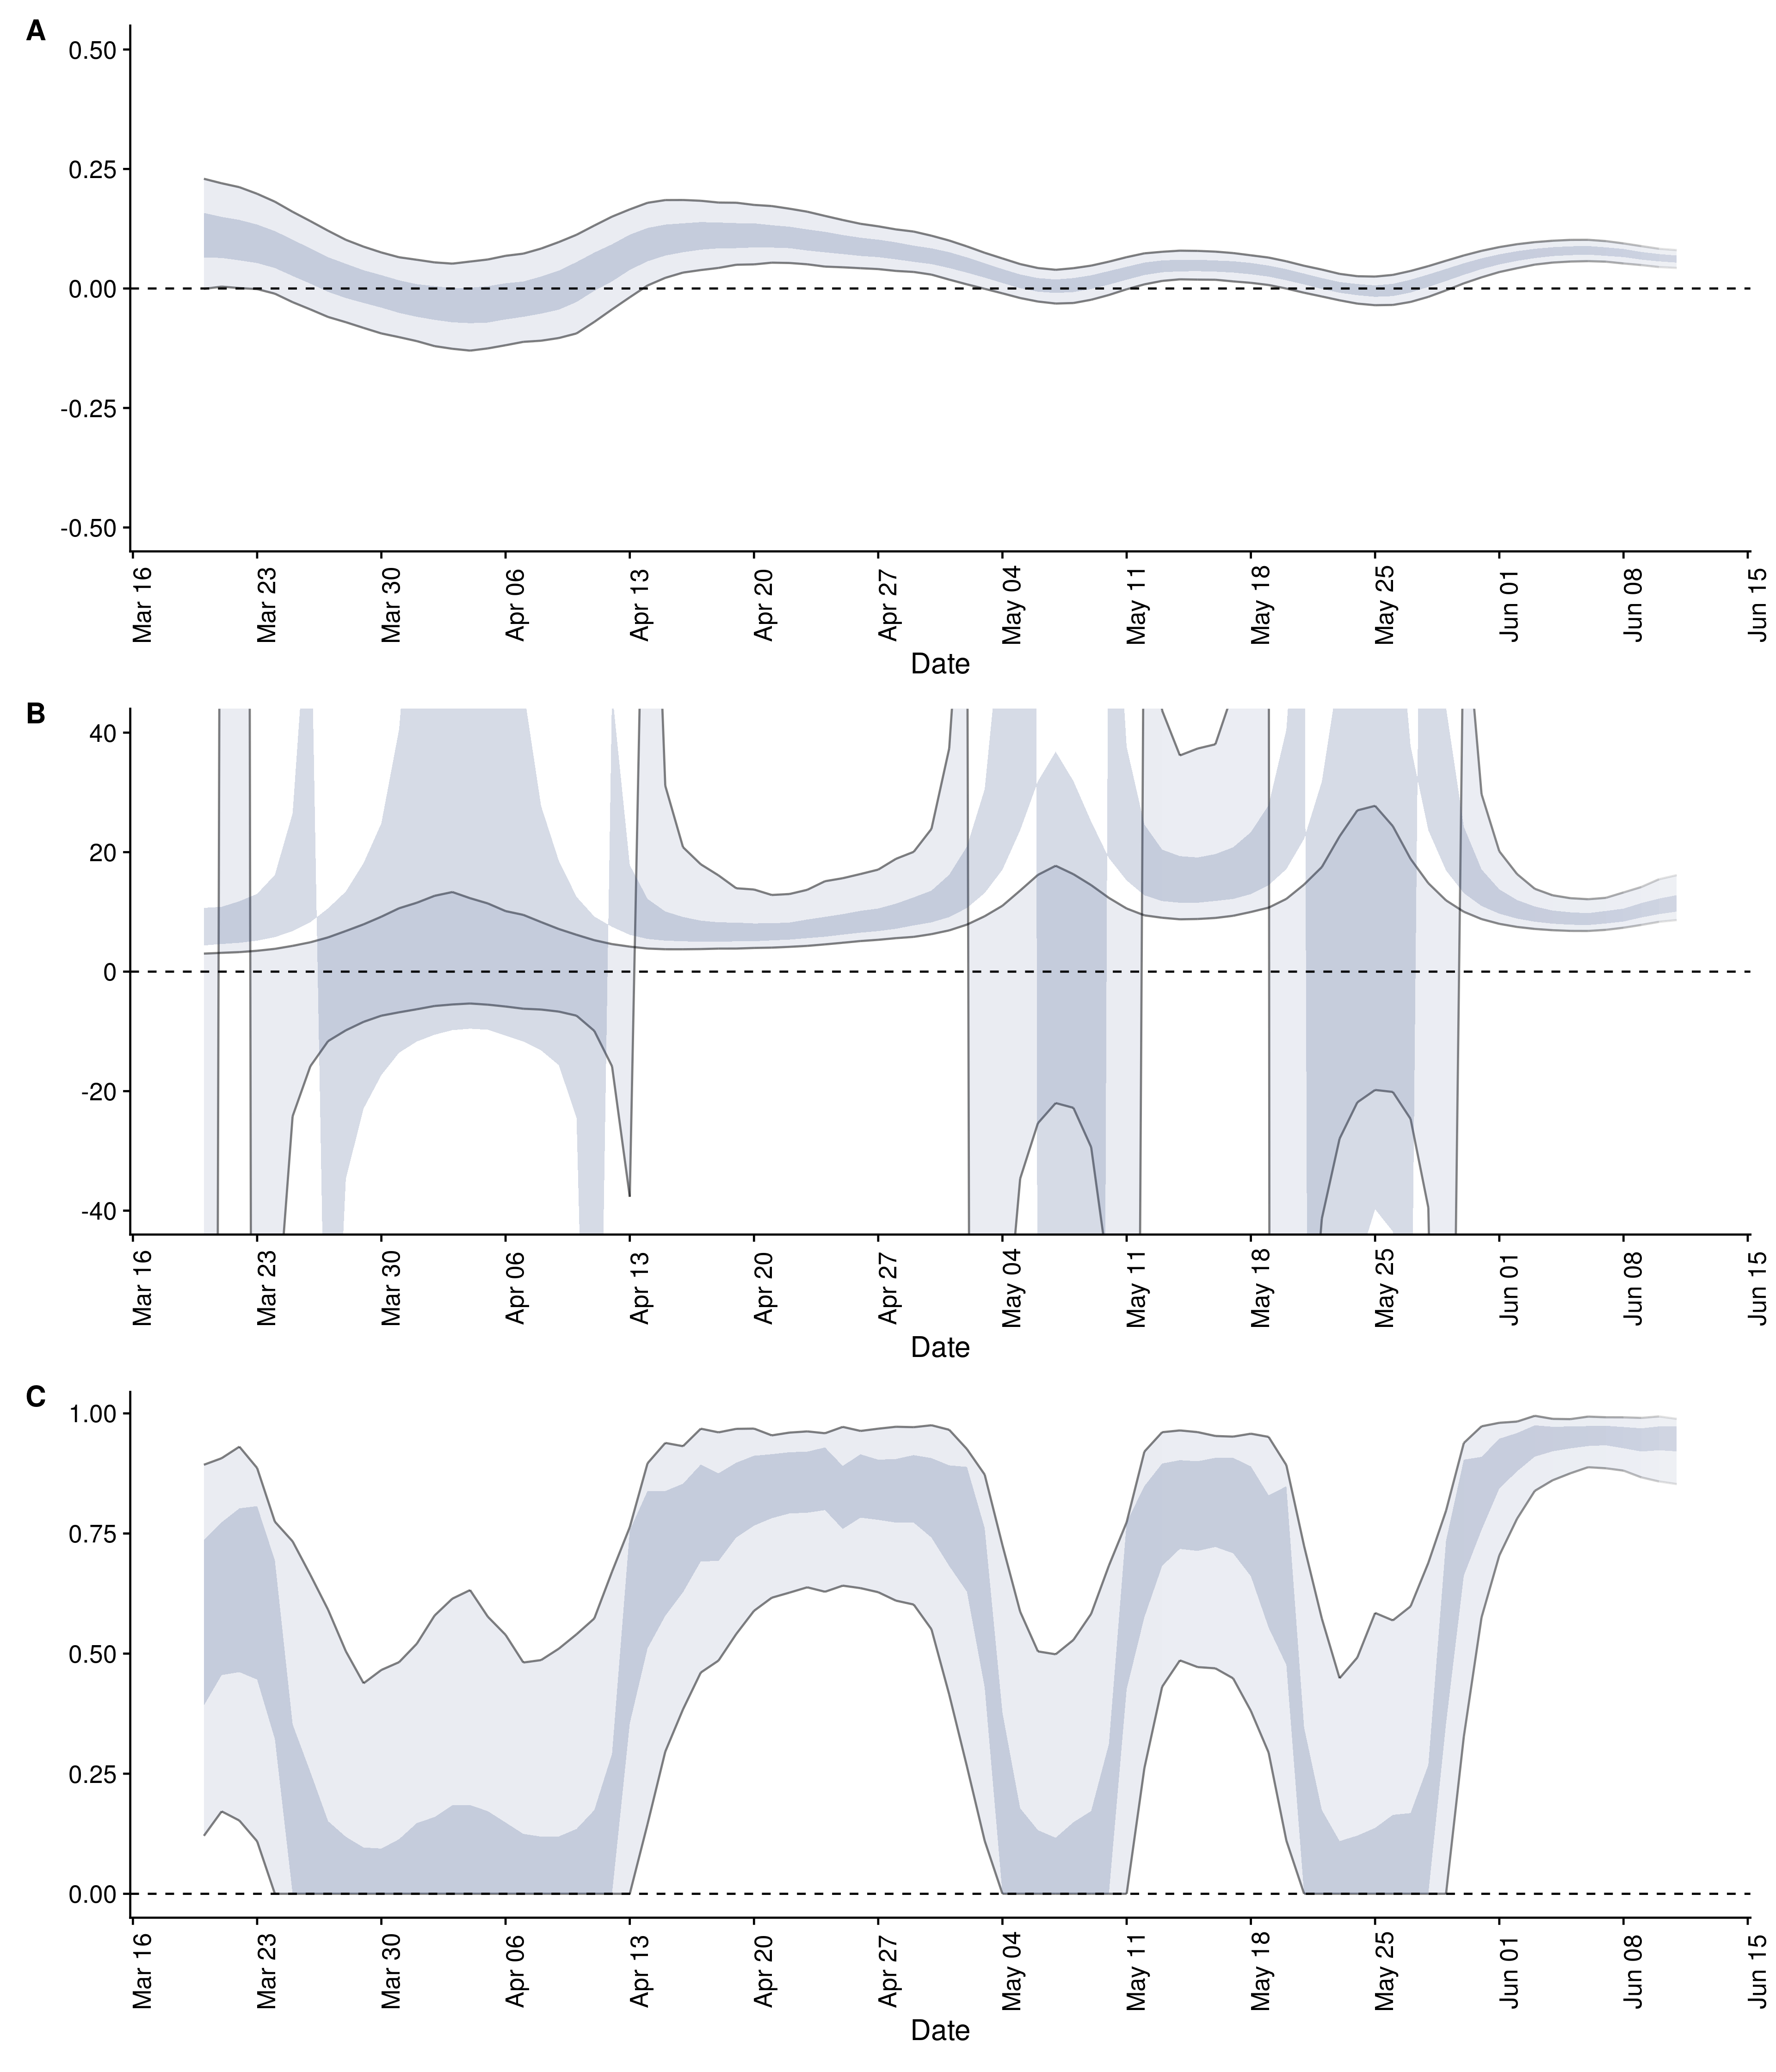 A
0.50
0.25
0.00
-0.25
-0.50
Mar 16
Mar 23
Mar 30
Apr 06
Apr 13
Apr 20
Apr 27
May 04
May 11
May 18
May 25
Jun 01
Jun 08
Jun 15
Date
B
40
20
0
-20
-40
Mar 16
Mar 23
Mar 30
Apr 06
Apr 13
Apr 20
Apr 27
May 04
May 11
May 18
May 25
Jun 01
Jun 08
Jun 15
Date
C
1.00
0.75
0.50
0.25
0.00
Mar 16
Mar 23
Mar 30
Apr 06
Apr 13
Apr 20
Apr 27
May 04
May 11
May 18
May 25
Jun 01
Jun 08
Jun 15
Date